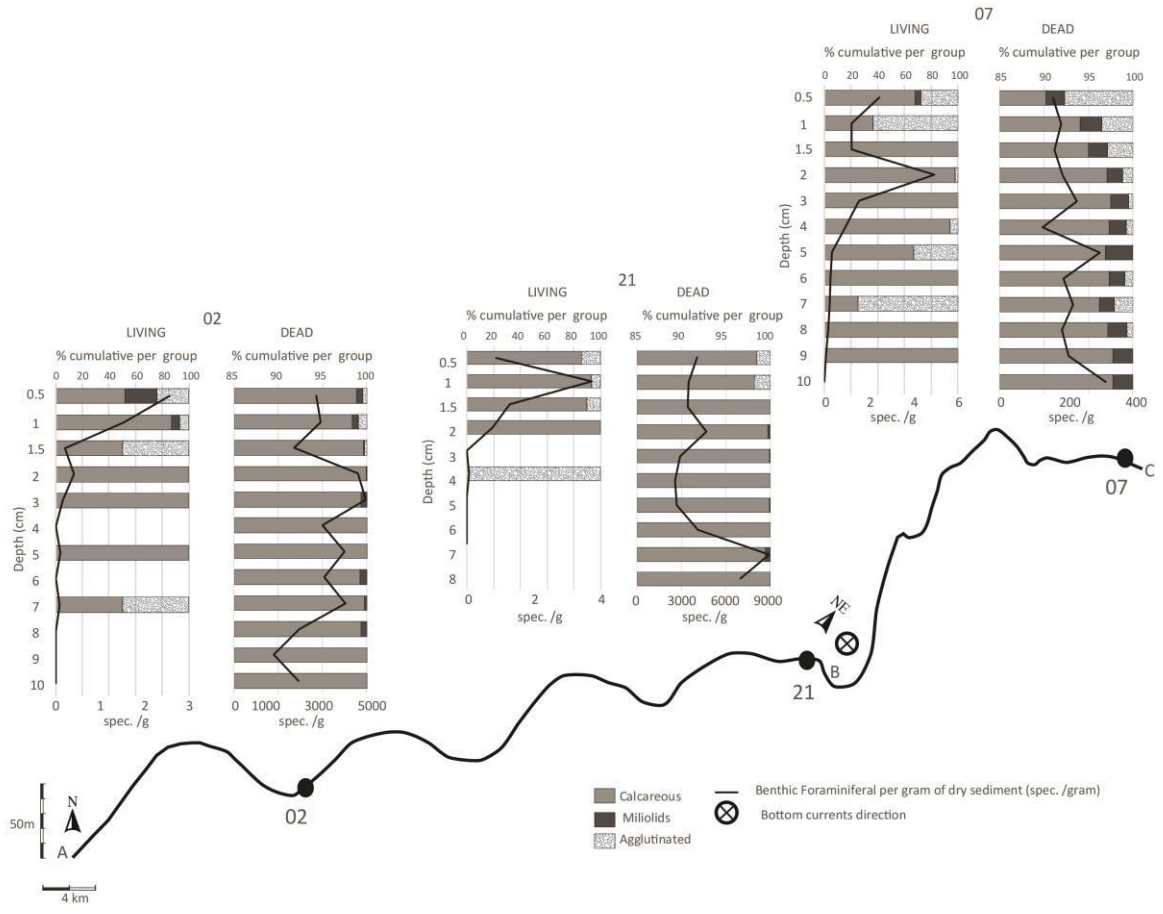 07
LIVING DEAD
% cumulative per group % cumulative per group
0 20 40 60 80 100 85 90 95 100
0.5
1
1.5
2
3
4
5
6
7
8
9
10
Depth (cm)
0 2 4 6 200 400
spec. /g spec. /g
21
LIVING DEAD
% cumulative per group % cumulative per group
0 20 40 60 80 100 85 90 95 100
0.5
1
1.5
2
3
4
5
6
7
8
Depth (cm)
0 2 4 0 3000 6000 9000
spec. /g spec. /g
02
LIVING DEAD
% cumulative per group % cumulative per group
0 20 40 60 80 100 85 95 100
0.5
1
1.5
2
3
4
5
6
7
8
9
10
Depth (cm)
0 1 2 3 0 1000 3000 5000
spec. /g spec. /g
C
07
NE
B
21
02
N
50m
A
4 km
Calcareous
Miliolids
Agglutinated
Benthic Foraminiferal per gram of dry sediment (spec. /gram)
Bottom currents direction